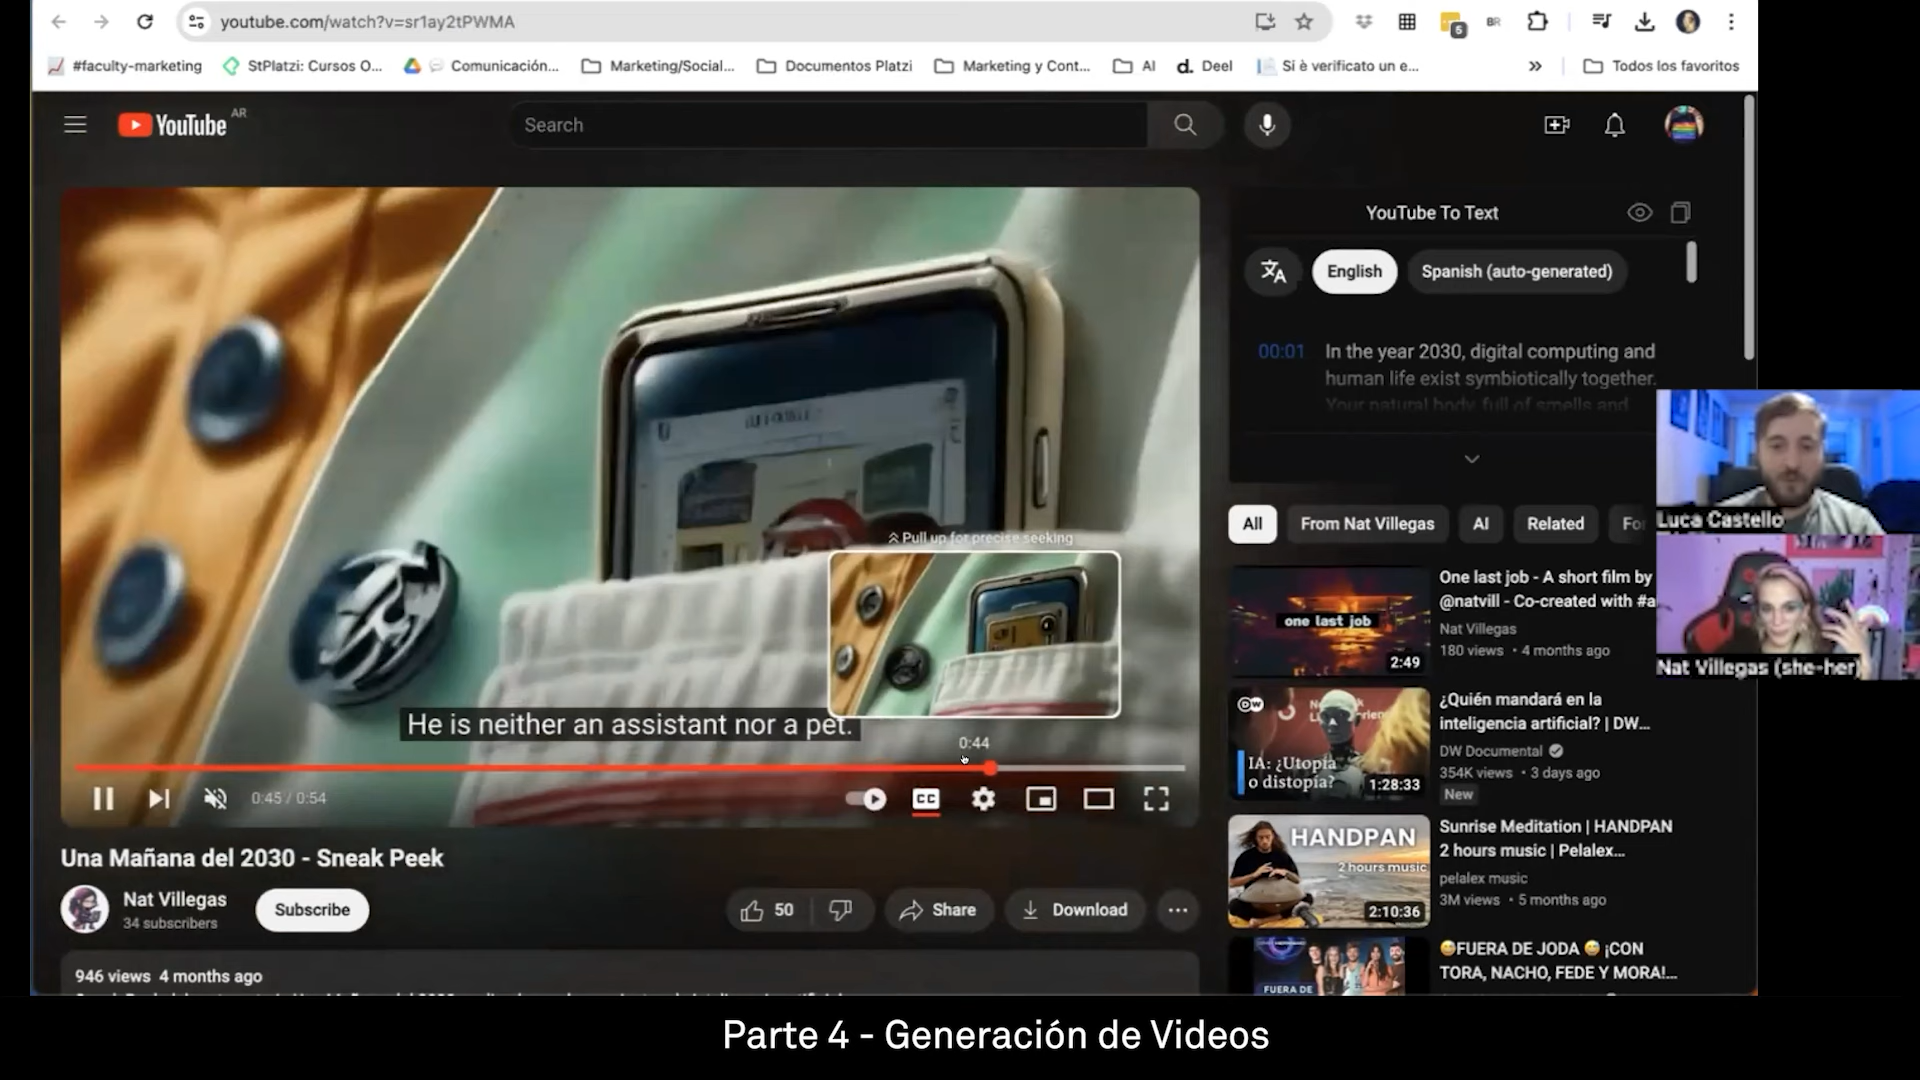 youtube.com/watch?v=sr1ay2tPWMA
5
BR
#faculty-marketing
StPlatzi: Cursos O...
Comunicación...
Marketing/Social...
Documentos Platzi
Marketing y Cont...
AI
d. Deel
Si è verificato un e...
»
Todos los favoritos
YouTube AR
Search
YouTube To Text
English
Spanish (auto-generated)
00:01 In the year 2030, digital computing and
human life exist symbiotically together.
Your natural body, full of smells and
Pull up for precise seeking
He is neither an assistant nor a pet.
0:44
0:45 / 0:54
CC
Una Mañana del 2030 - Sneak Peek
Nat Villegas
34 subscribers
Subscribe
50
Share
Download
946 views 4 months ago
All
From Nat Villegas
AI
Related
one last job
2:49
One last job - A short film by
@natvill - Co-created with #a
Nat Villegas
180 views • 4 months ago
DW
IA: ¿Utopía
o distopía?
1:28:33
¿Quién mandará en la
inteligencia artificial? | DW...
DW Documental
354K views • 3 days ago
New
HANDPAN
2 hours music
2:10:36
Sunrise Meditation | HANDPAN
2 hours music | Pelalex...
pelalex music
3M views • 5 months ago
FUERA DE
😅FUERA DE JODA 😅 ¡CON
TORA, NACHO, FEDE Y MORA!...
Luca Castello
Nat Villegas (she-her)
Parte 4 - Generación de Videos